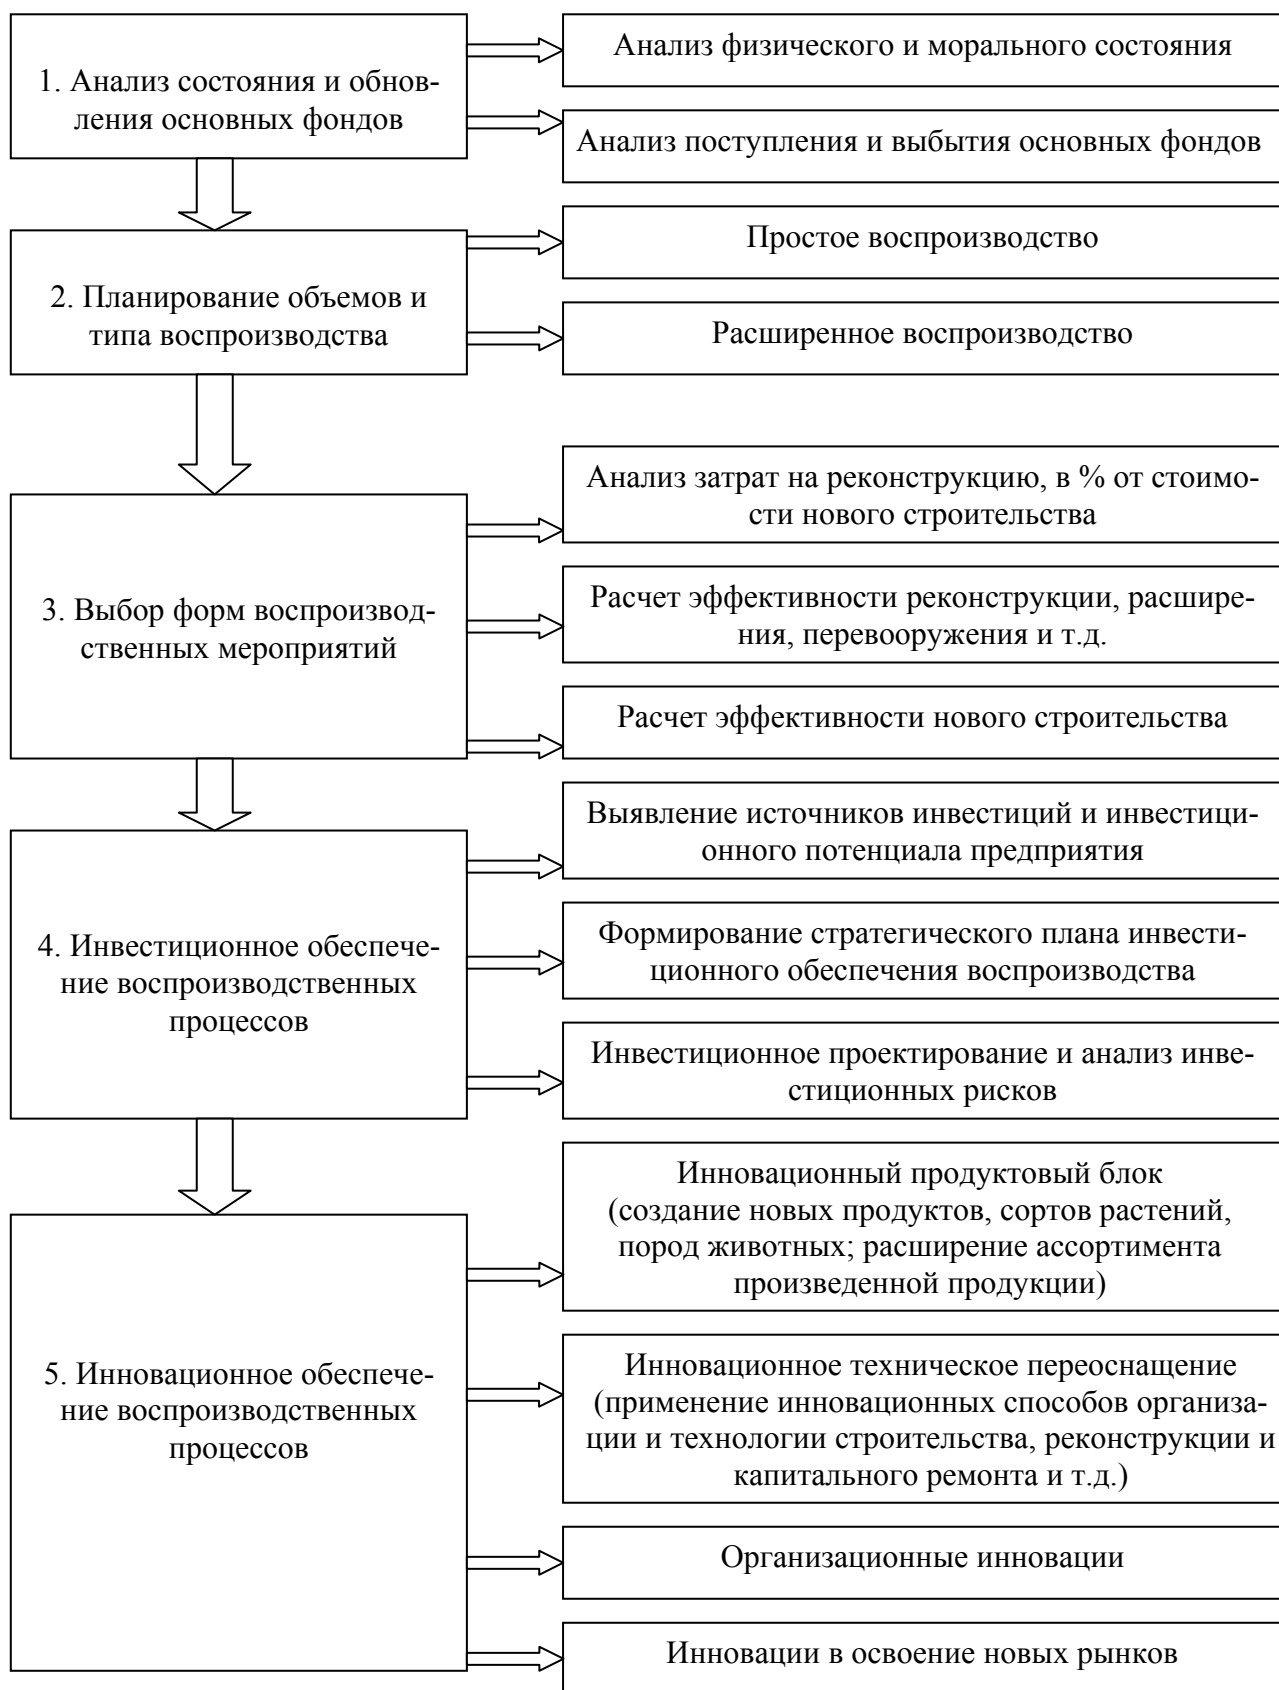 Анализ физического и морального состояния
1. Анализ состояния и обнов-
ления основных фондов
Анализ поступления и выбытия основных фондов
Простое воспроизводство
2. Планирование объемов и
типа воспроизводства
Расширенное воспроизводство
Анализ затрат на реконструкцию, в % от стоимо-
сти нового строительства
3. Выбор форм воспроизвод-
ственных мероприятий
Расчет эффективности реконструкции, расшире-
ния, перевооружения и т.д.
Расчет эффективности нового строительства
Выявление источников инвестиций и инвестици-
онного потенциала предприятия
4. Инвестиционное обеспече-
ние воспроизводственных
процессов
Формирование стратегического плана инвести-
ционного обеспечения воспроизводства
Инвестиционное проектирование и анализ инве-
стиционных рисков
Инновационный продуктовый блок
(создание новых продуктов, сортов растений,
пород животных; расширение ассортимента
произведенной продукции)
5. Инновационное обеспече-
ние воспроизводственных
процессов
Инновационное техническое переоснащение
(применение инновационных способов организа-
ции и технологии строительства, реконструкции и
капитального ремонта и т.д.)
Организационные инновации
Инновации в освоение новых рынков